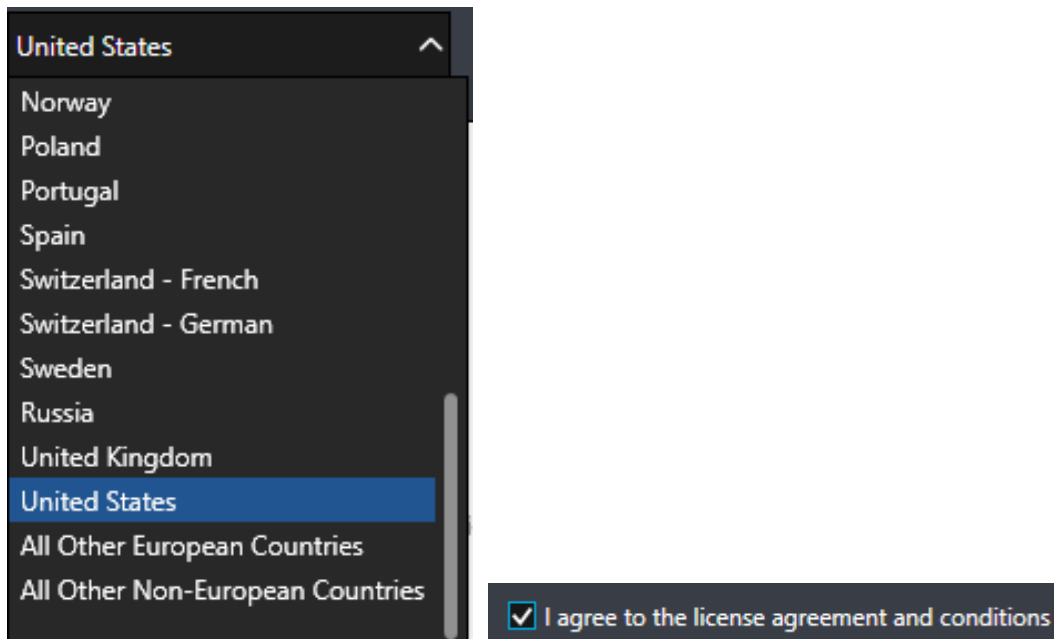 United States
Norway
Poland
Portugal
Spain
Switzerland - French
Switzerland - German
Sweden
Russia
United Kingdom
United States
All Other European Countries
All Other Non-European Countries
I agree to the license agreement and conditions